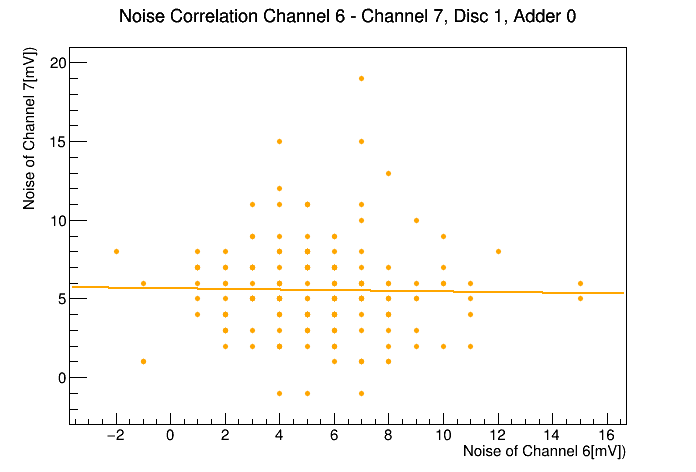 Noise Correlation Channel 6 - Channel 7, Disc 1, Adder 0
Noise of Channel 7[mV])
20
15
10
5
0
−2 0 2 4 6 8 10 12 14 16
Noise of Channel 6[mV])